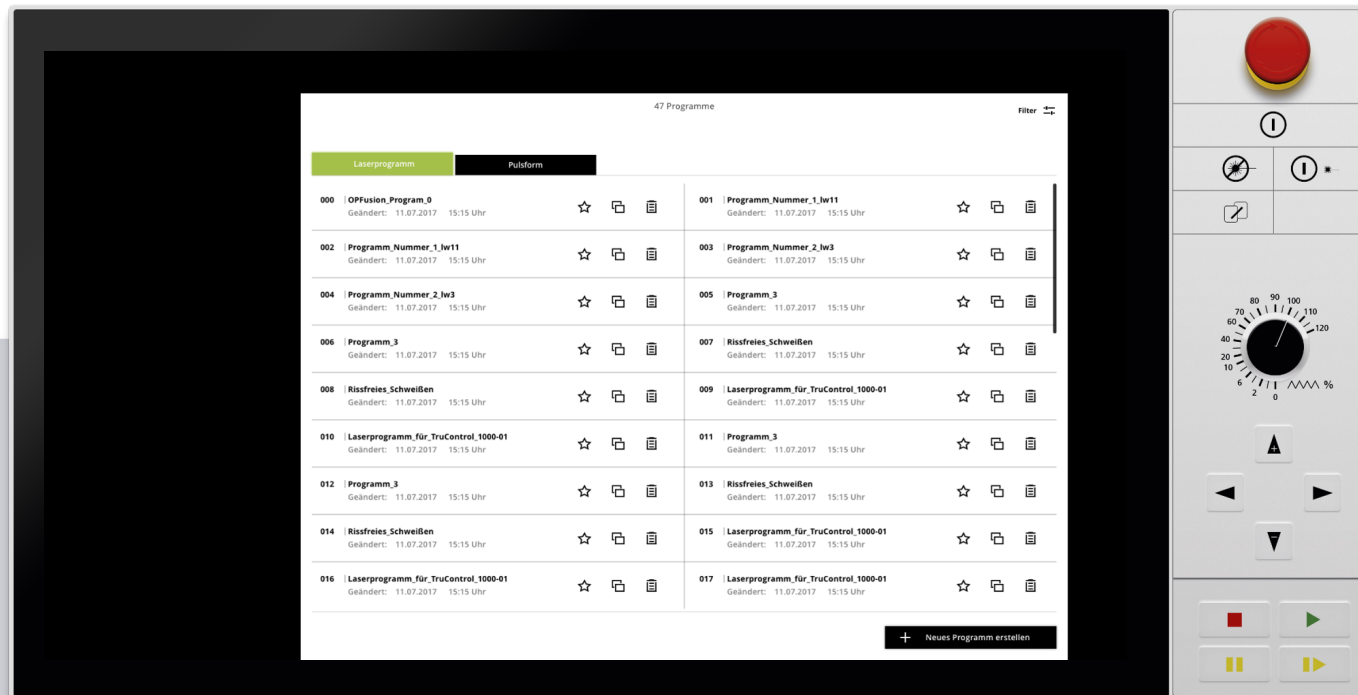 47 Programme
Filter
Laserprogramm
Pulsform
000 OPFusion_Program_0
Geändert: 11.07.2017 15:15 Uhr
001 Programm_Nummer_1_lw11
Geändert: 11.07.2017 15:15 Uhr
002 Programm_Nummer_1_lw11
Geändert: 11.07.2017 15:15 Uhr
003 Programm_Nummer_2_lw3
Geändert: 11.07.2017 15:15 Uhr
004 Programm_Nummer_2_lw3
Geändert: 11.07.2017 15:15 Uhr
005 Programm_3
Geändert: 11.07.2017 15:15 Uhr
006 Programm_3
Geändert: 11.07.2017 15:15 Uhr
007 Rissfreies_Schweißen
Geändert: 11.07.2017 15:15 Uhr
008 Rissfreies_Schweißen
Geändert: 11.07.2017 15:15 Uhr
009 Laserprogramm_für_TruControl_1000-01
Geändert: 11.07.2017 15:15 Uhr
010 Laserprogramm_für_TruControl_1000-01
Geändert: 11.07.2017 15:15 Uhr
011 Programm_3
Geändert: 11.07.2017 15:15 Uhr
012 Programm_3
Geändert: 11.07.2017 15:15 Uhr
013 Rissfreies_Schweißen
Geändert: 11.07.2017 15:15 Uhr
014 Rissfreies_Schweißen
Geändert: 11.07.2017 15:15 Uhr
015 Laserprogramm_für_TruControl_1000-01
Geändert: 11.07.2017 15:15 Uhr
016 Laserprogramm_für_TruControl_1000-01
Geändert: 11.07.2017 15:15 Uhr
017 Laserprogramm_für_TruControl_1000-01
Geändert: 11.07.2017 15:15 Uhr
Neues Programm erstellen
0
2
6
10
20
40
60
70
80
90
100
110
120
%